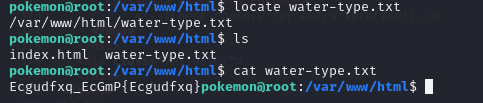 pokemon@root:/var/www/html$ locate water-type.txt
/var/www/html/water-type.txt
pokemon@root:/var/www/html$ ls
index.html  water-type.txt
pokemon@root:/var/www/html$ cat water-type.txt
Ecgudfxq_EcGmP{Ecgudfxq}pokemon@root:/var/www/html$